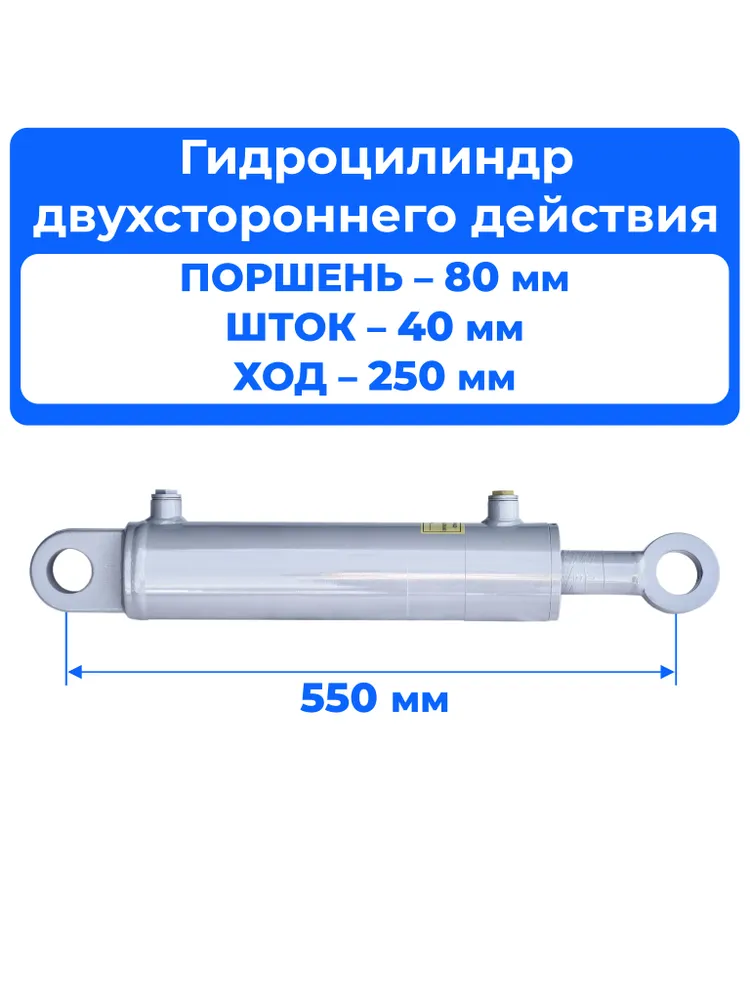 Гидроцилиндр
двухстороннего действия
ПОРШЕНЬ – 80 мм
ШТОК – 40 мм
ХОД – 250 мм
550 мм